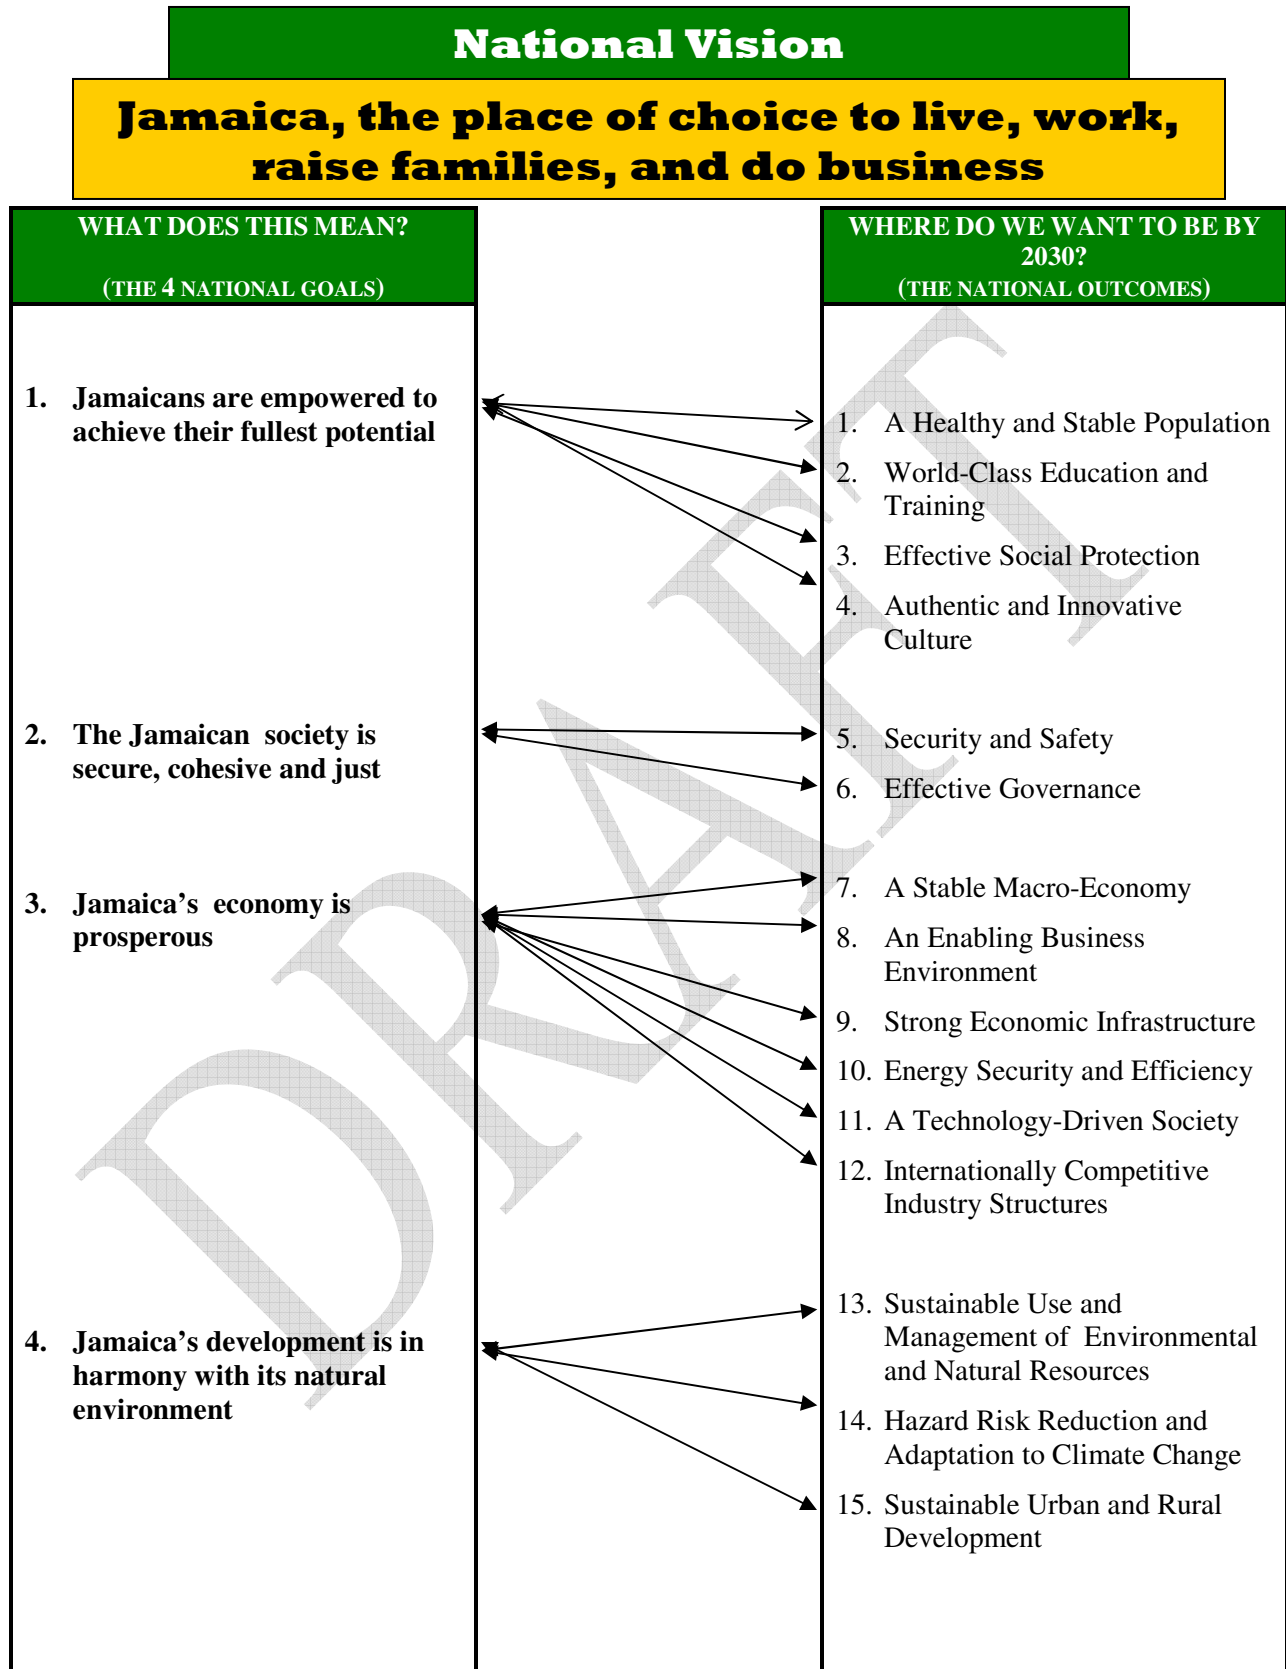 National Vision
Jamaica, the place of choice to live, work,
raise families, and do business
WHAT DOES THIS MEAN?
(THE 4 NATIONAL GOALS)
1. Jamaicans are empowered to
achieve their fullest potential
2. The Jamaican society is
secure, cohesive and just
3. Jamaica’s economy is
prosperous
4. Jamaica’s development is in
harmony with its natural
environment
WHERE DO WE WANT TO BE BY
2030?
(THE NATIONAL OUTCOMES)
1. A Healthy and Stable Population
2. World-Class Education and
Training
3. Effective Social Protection
4. Authentic and Innovative
Culture
5. Security and Safety
6. Effective Governance
7. A Stable Macro-Economy
8. An Enabling Business
Environment
9. Strong Economic Infrastructure
10. Energy Security and Efficiency
11. A Technology-Driven Society
12. Internationally Competitive
Industry Structures
13. Sustainable Use and
Management of Environmental
and Natural Resources
14. Hazard Risk Reduction and
Adaptation to Climate Change
15. Sustainable Urban and Rural
Development
DRAFT